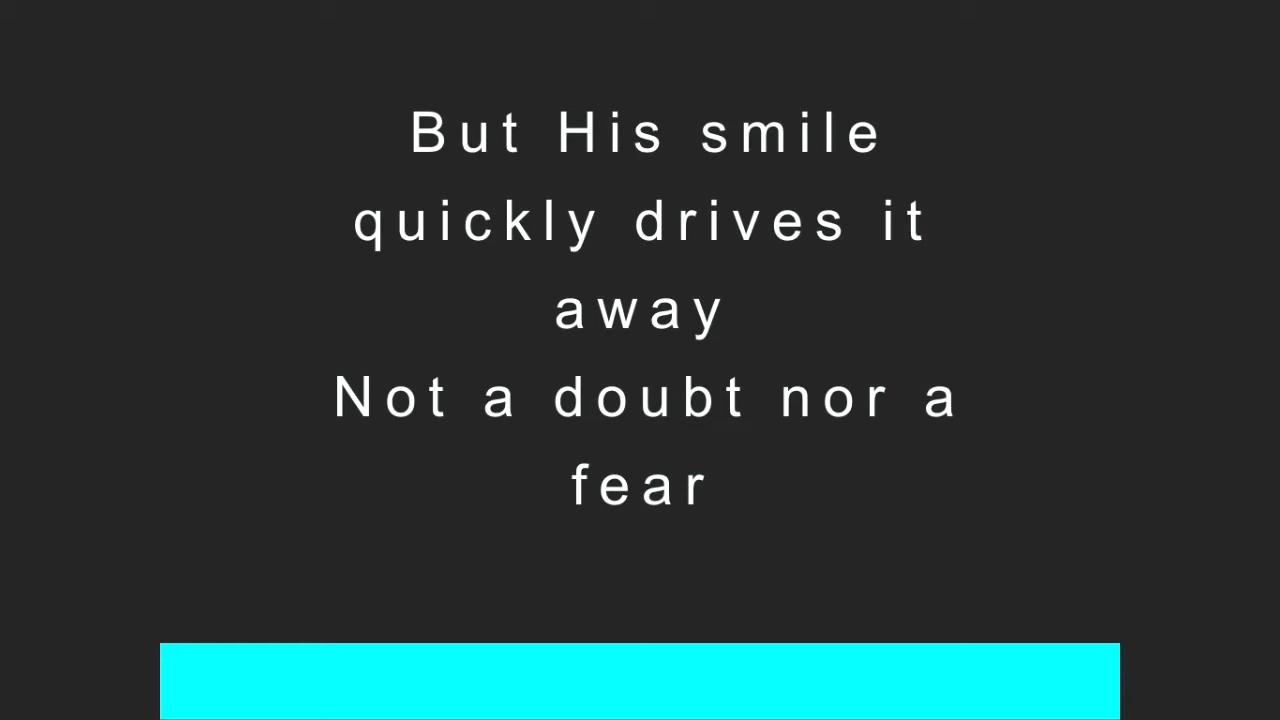 But His smile
quickly drives it
away
Not a doubt nor a
fear